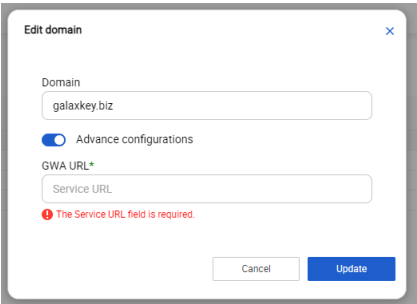 Edit domain
Domain
galaxkey.biz
Advance configurations
GWA URL*
Service URL
The Service URL field is required.
Cancel
Update